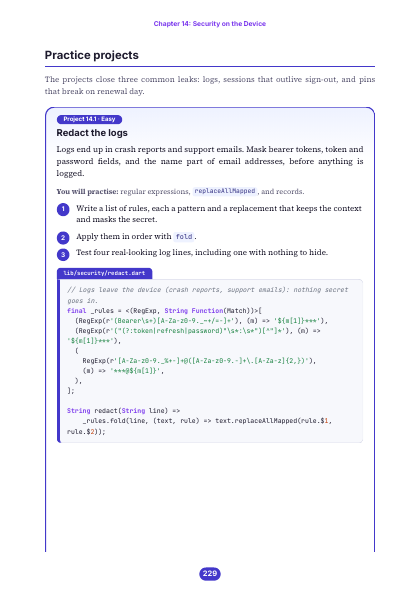 Chapter 14: Security on the Device
Practice projects
The projects close three common leaks: logs, sessions that outlive sign-out, and pins
that break on renewal day.
Project 14.1 · Easy
Redact the logs
Logs end up in crash reports and support emails. Mask bearer tokens, token and
password fields, and the name part of email addresses, before anything is
logged.
You will practise: regular expressions, replaceAllMapped, and records.
1 Write a list of rules, each a pattern and a replacement that keeps the context
and masks the secret.
2 Apply them in order with fold.
3 Test four real-looking log lines, including one with nothing to hide.
lib/security/redact.dart
// Logs leave the device (crash reports, support emails): nothing secret
goes in.
final _rules = <(RegExp, String Function(Match))>[
(RegExp(r'(Bearer\s+)[A-Za-z0-9._~+/=-]+'), (m) => '${m[1]}***'),
(RegExp(r'("(?:token|refresh|password)"\s*:\s*")[^"]*'), (m) =>
'${m[1]}***'),
(
RegExp(r'[A-Za-z0-9._%+-]+@([A-Za-z0-9.-]+\.[A-Za-z]{2,})'),
(m) => '***@${m[1]}',
),
];
String redact(String line) =>
_rules.fold(line, (text, rule) => text.replaceAllMapped(rule.$1,
rule.$2));
229